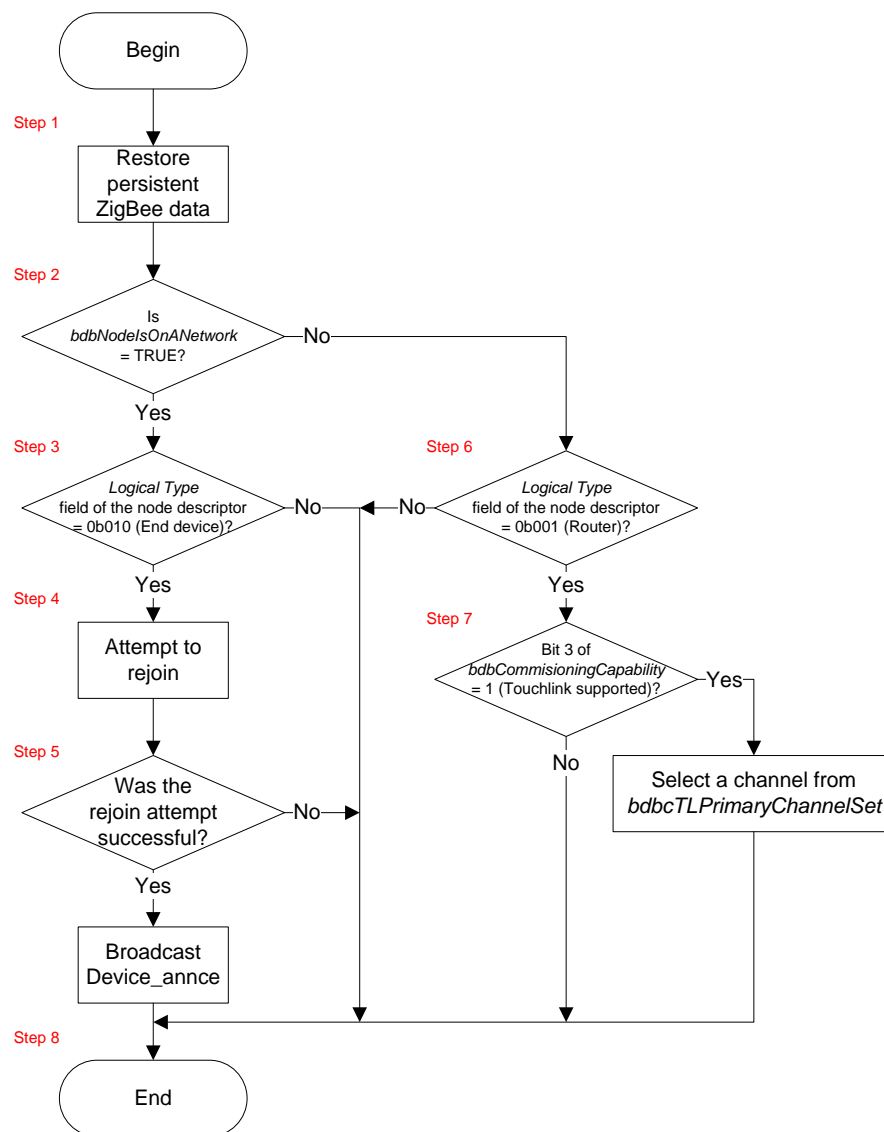 Begin
Step 1
Restore
persistent
ZigBee data
Step 2
Is
bdbNodeIsOnANetwork
= TRUE?
No
Yes
Step 3
Logical Type
field of the node descriptor
= 0b010 (End device)?
No
Yes
Step 6
Logical Type
field of the node descriptor
= 0b001 (Router)?
No
Yes
Step 4
Attempt to
rejoin
Step 7
Bit 3 of
bdbCommisioningCapability
= 1 (Touchlink supported)?
Yes
No
Step 5
Was the
rejoin attempt
successful?
No
Yes
Select a channel from
bdbcTLPrimaryChannelSet
Broadcast
Device_annce
Step 8
End